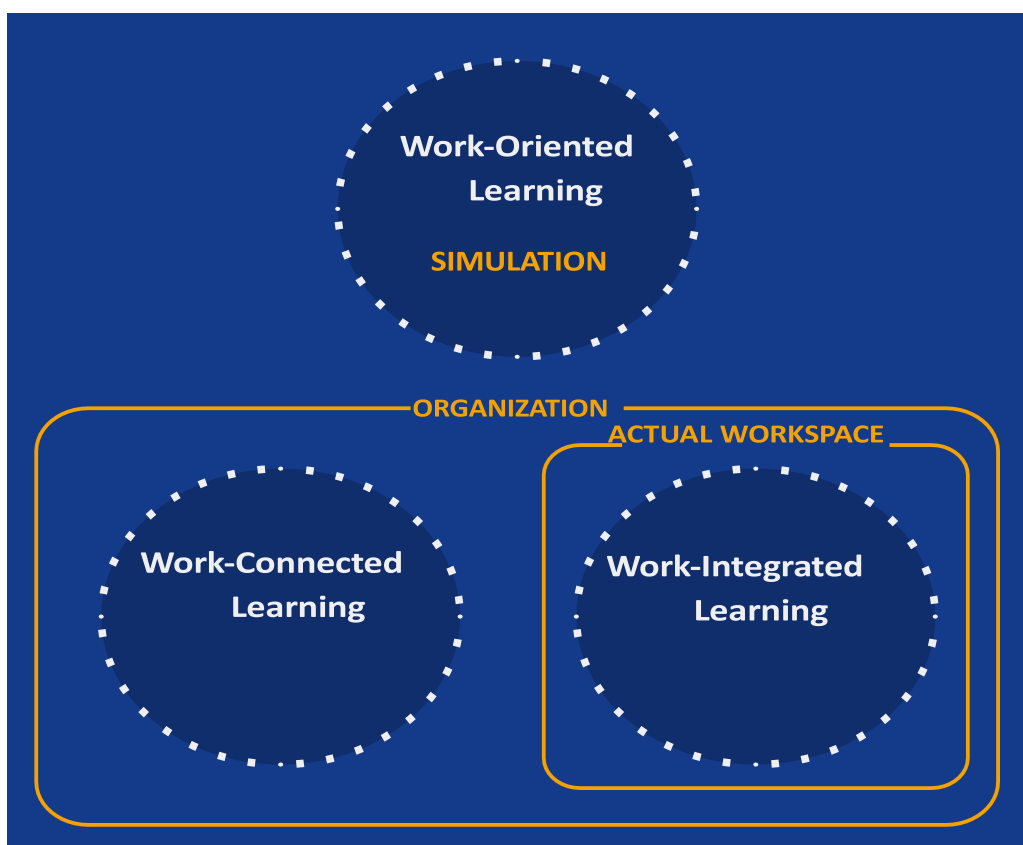 Work-Oriented
Learning
SIMULATION
ORGANIZATION
ACTUAL WORKSPACE
Work-Connected
Learning
Work-Integrated
Learning